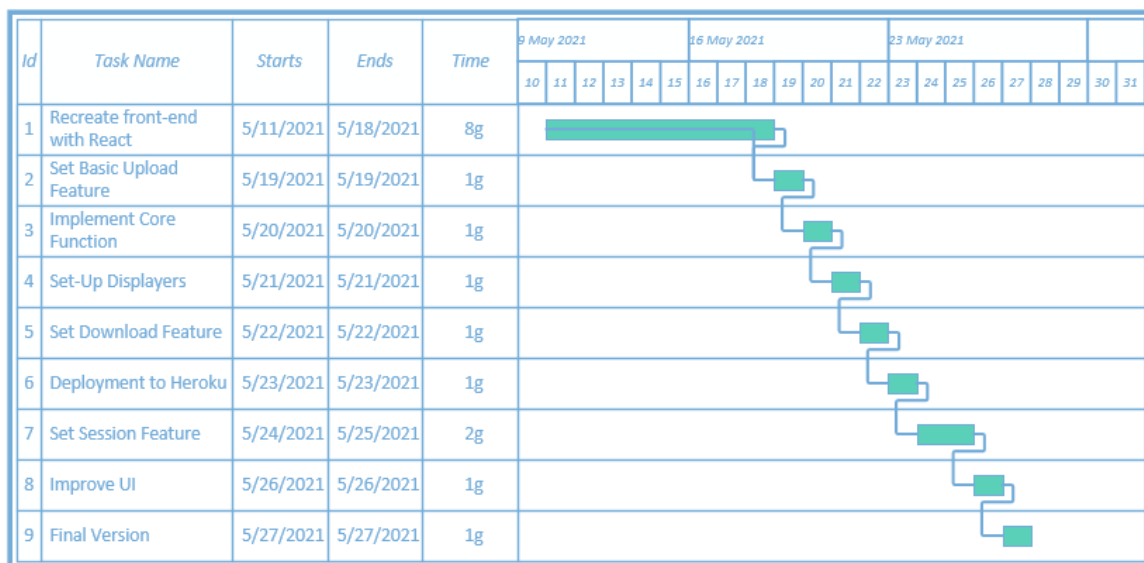 9 May 2021 16 May 2021 23 May 2021
Id Task Name Starts Ends Time
10 11 12 13 14 15 16 17 18 19 20 21 22 23 24 25 26 27 28 29 30 31
1 Recreate front-end with React 5/11/2021 5/18/2021 8g
2 Set Basic Upload Feature 5/19/2021 5/19/2021 1g
3 Implement Core Function 5/20/2021 5/20/2021 1g
4 Set-Up Displayers 5/21/2021 5/21/2021 1g
5 Set Download Feature 5/22/2021 5/22/2021 1g
6 Deployment to Heroku 5/23/2021 5/23/2021 1g
7 Set Session Feature 5/24/2021 5/25/2021 2g
8 Improve UI 5/26/2021 5/26/2021 1g
9 Final Version 5/27/2021 5/27/2021 1g